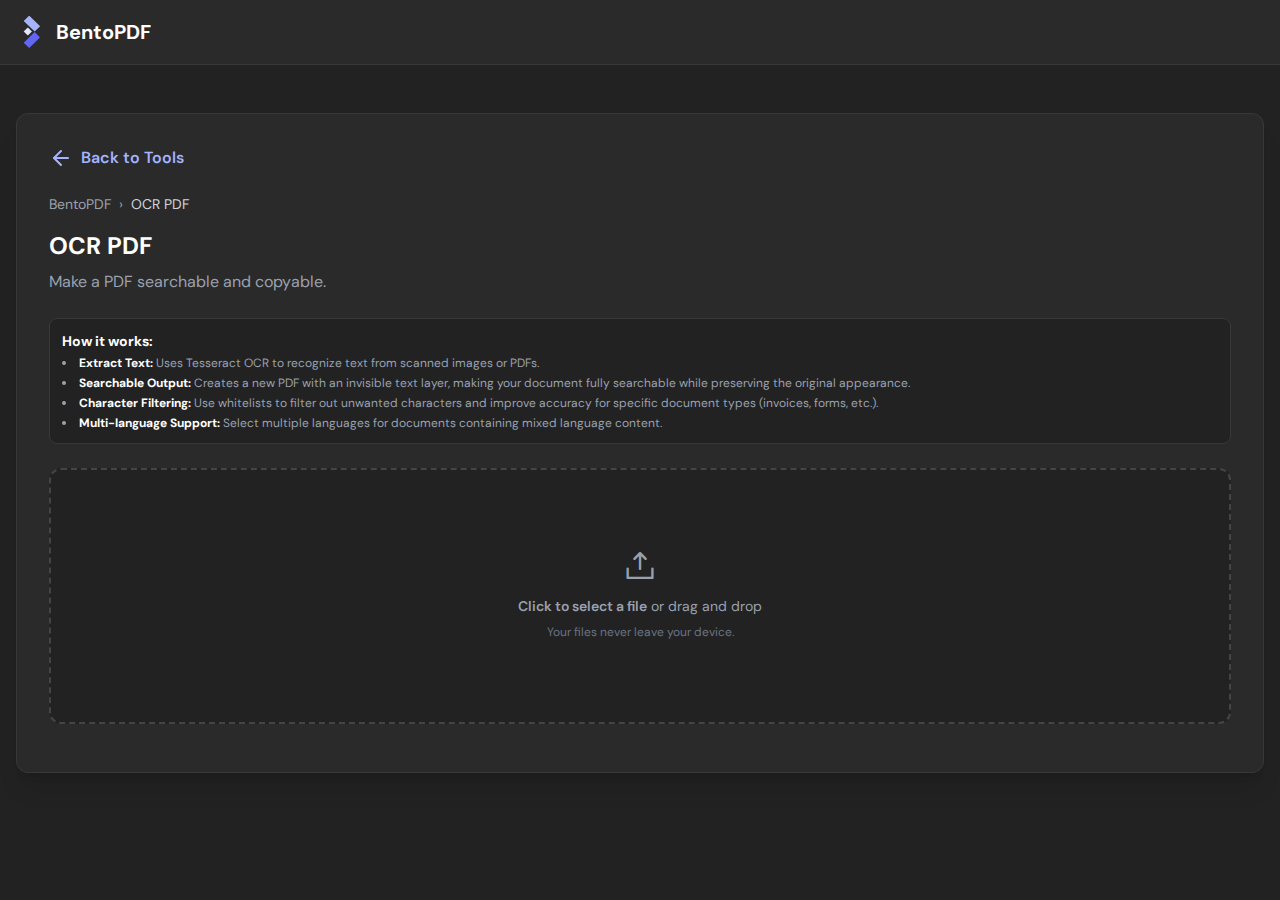 BentoPDF
Back to Tools
BentoPDF › OCR PDF
OCR PDF
Make a PDF searchable and copyable.
How it works:
• Extract Text: Uses Tesseract OCR to recognize text from scanned images or PDFs.
• Searchable Output: Creates a new PDF with an invisible text layer, making your document fully searchable while preserving the original appearance.
• Character Filtering: Use whitelists to filter out unwanted characters and improve accuracy for specific document types (invoices, forms, etc.).
• Multi-language Support: Select multiple languages for documents containing mixed language content.
Click to select a file or drag and drop
Your files never leave your device.